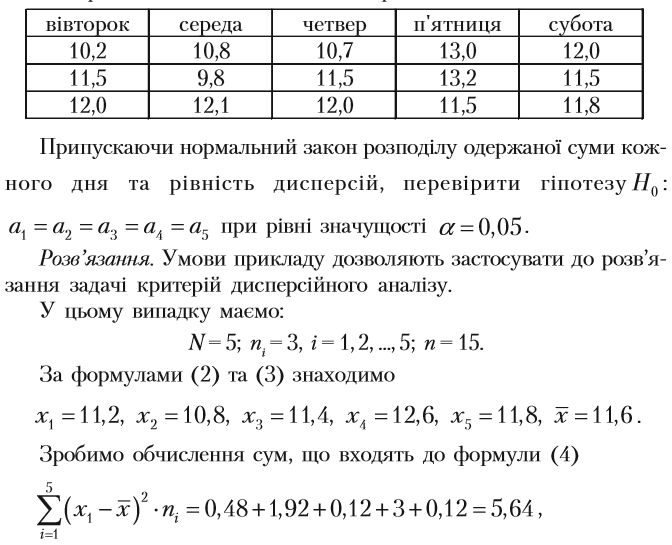 вівторок середа четвер п'ятниця субота
10,2 10,8 10,7 13,0 12,0
11,5 9,8 11,5 13,2 11,5
12,0 12,1 12,0 11,5 11,8
Припускаючи нормальний закон розподілу одержаної суми кож-
ного дня та рівність дисперсій, перевірити гіпотезу H₀:
a₁ = a₂ = a₃ = a₄ = a₅ при рівні значущості α = 0,05.
Розв'язання. Умови прикладу дозволяють застосувати до розв'я-
зання задачі критерій дисперсійного аналізу.
У цьому випадку маємо:
N = 5; nᵢ = 3, i = 1, 2, ..., 5; n = 15.
За формулами (2) та (3) знаходимо
x₁ = 11,2, x₂ = 10,8, x₃ = 11,4, x₄ = 12,6, x₅ = 11,8, x̅ = 11,6.
Зробимо обчислення сум, що входять до формули (4)
∑ᵢ₌₁⁵ (x₁ − x̅)² · nᵢ = 0,48 + 1,92 + 0,12 + 3 + 0,12 = 5,64,